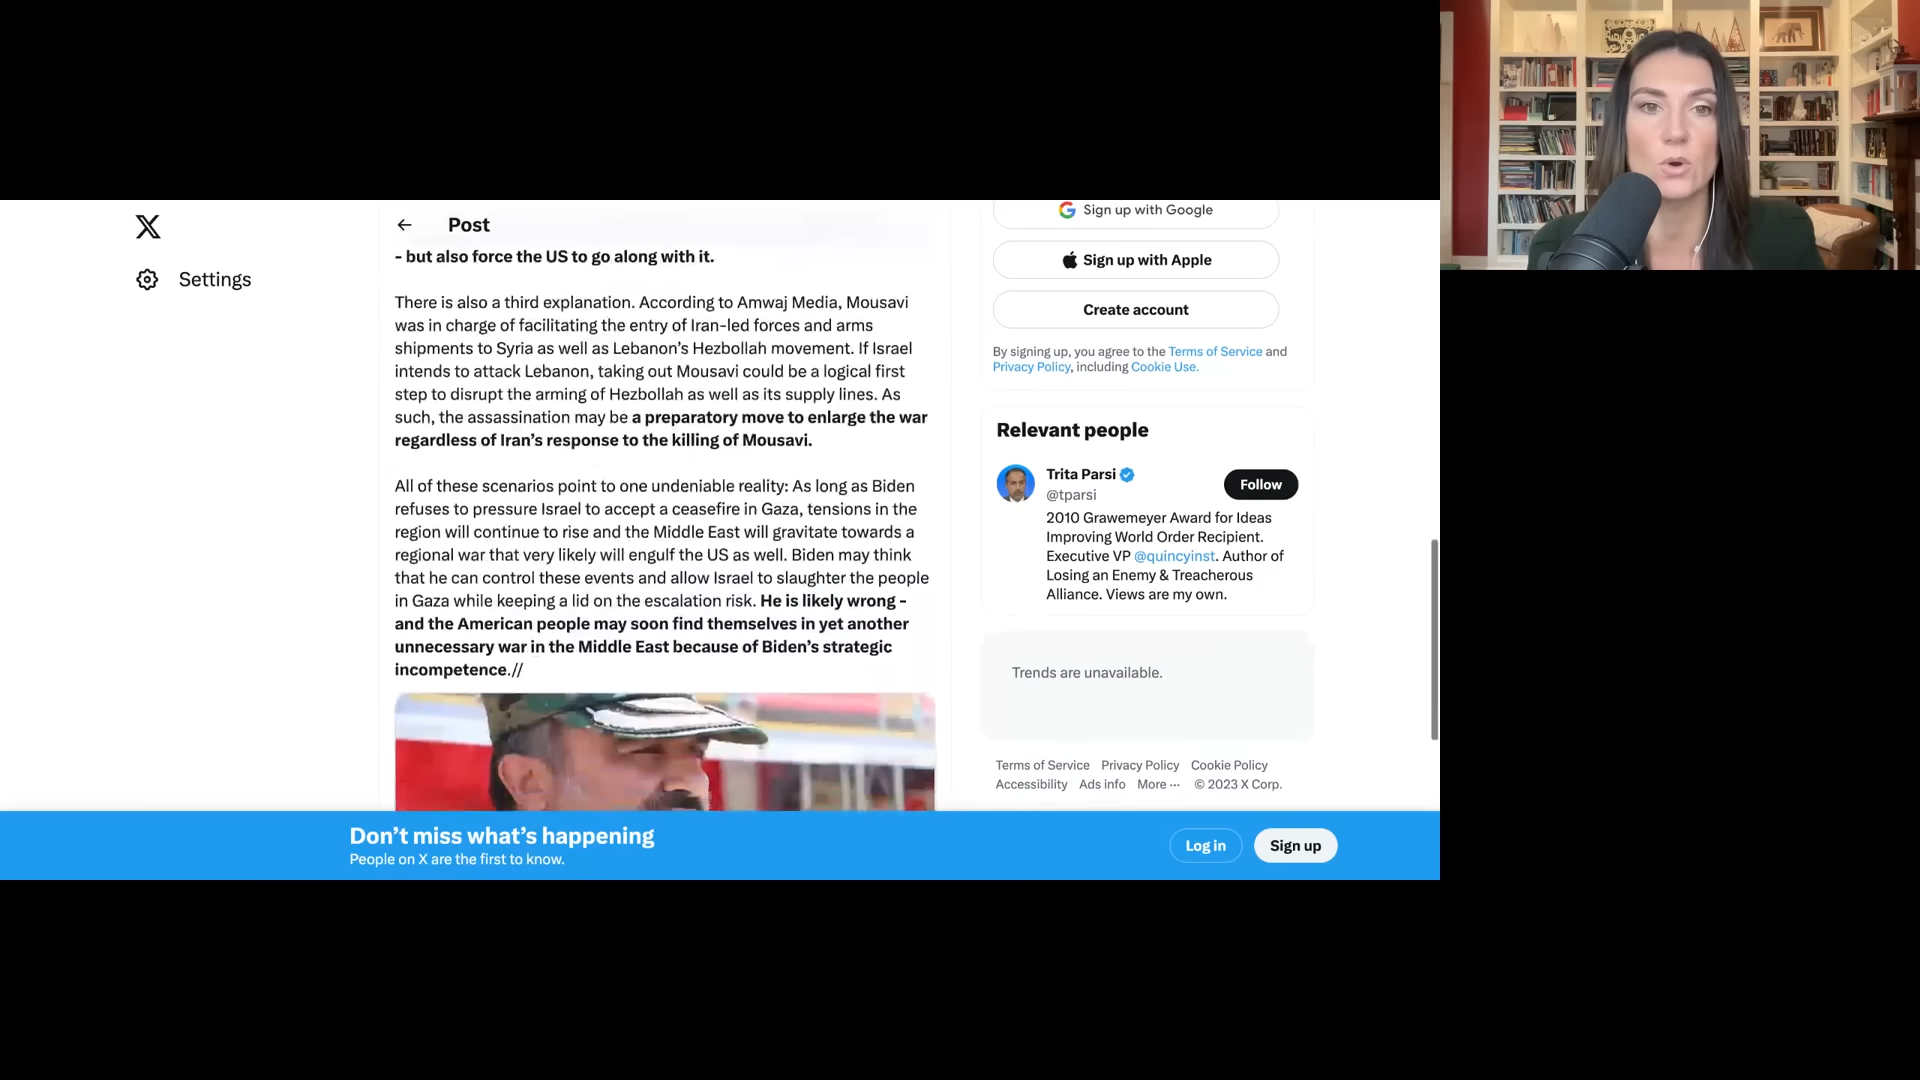 Post
Settings
- but also force the US to go along with it.
There is also a third explanation. According to Amwaj Media, Mousavi
was in charge of facilitating the entry of Iran-led forces and arms
shipments to Syria as well as Lebanon’s Hezbollah movement. If Israel
intends to attack Lebanon, taking out Mousavi could be a logical first
step to disrupt the arming of Hezbollah as well as its supply lines. As
such, the assassination may be a preparatory move to enlarge the war
regardless of Iran’s response to the killing of Mousavi.
All of these scenarios point to one undeniable reality: As long as Biden
refuses to pressure Israel to accept a ceasefire in Gaza, tensions in the
region will continue to rise and the Middle East will gravitate towards a
regional war that very likely will engulf the US as well. Biden may think
that he can control these events and allow Israel to slaughter the people
in Gaza while keeping a lid on the escalation risk. He is likely wrong -
and the American people may soon find themselves in yet another
unnecessary war in the Middle East because of Biden’s strategic
incompetence.//
Sign up with Google
Sign up with Apple
Create account
By signing up, you agree to the Terms of Service and
Privacy Policy, including Cookie Use.
Relevant people
Trita Parsi
@tparsi
Follow
2010 Grawemeyer Award for Ideas
Improving World Order Recipient.
Executive VP @quincyinst. Author of
Losing an Enemy & Treacherous
Alliance. Views are my own.
Trends are unavailable.
Terms of Service Privacy Policy Cookie Policy
Accessibility Ads info More ··· © 2023 X Corp.
Don’t miss what’s happening
People on X are the first to know.
Log in
Sign up